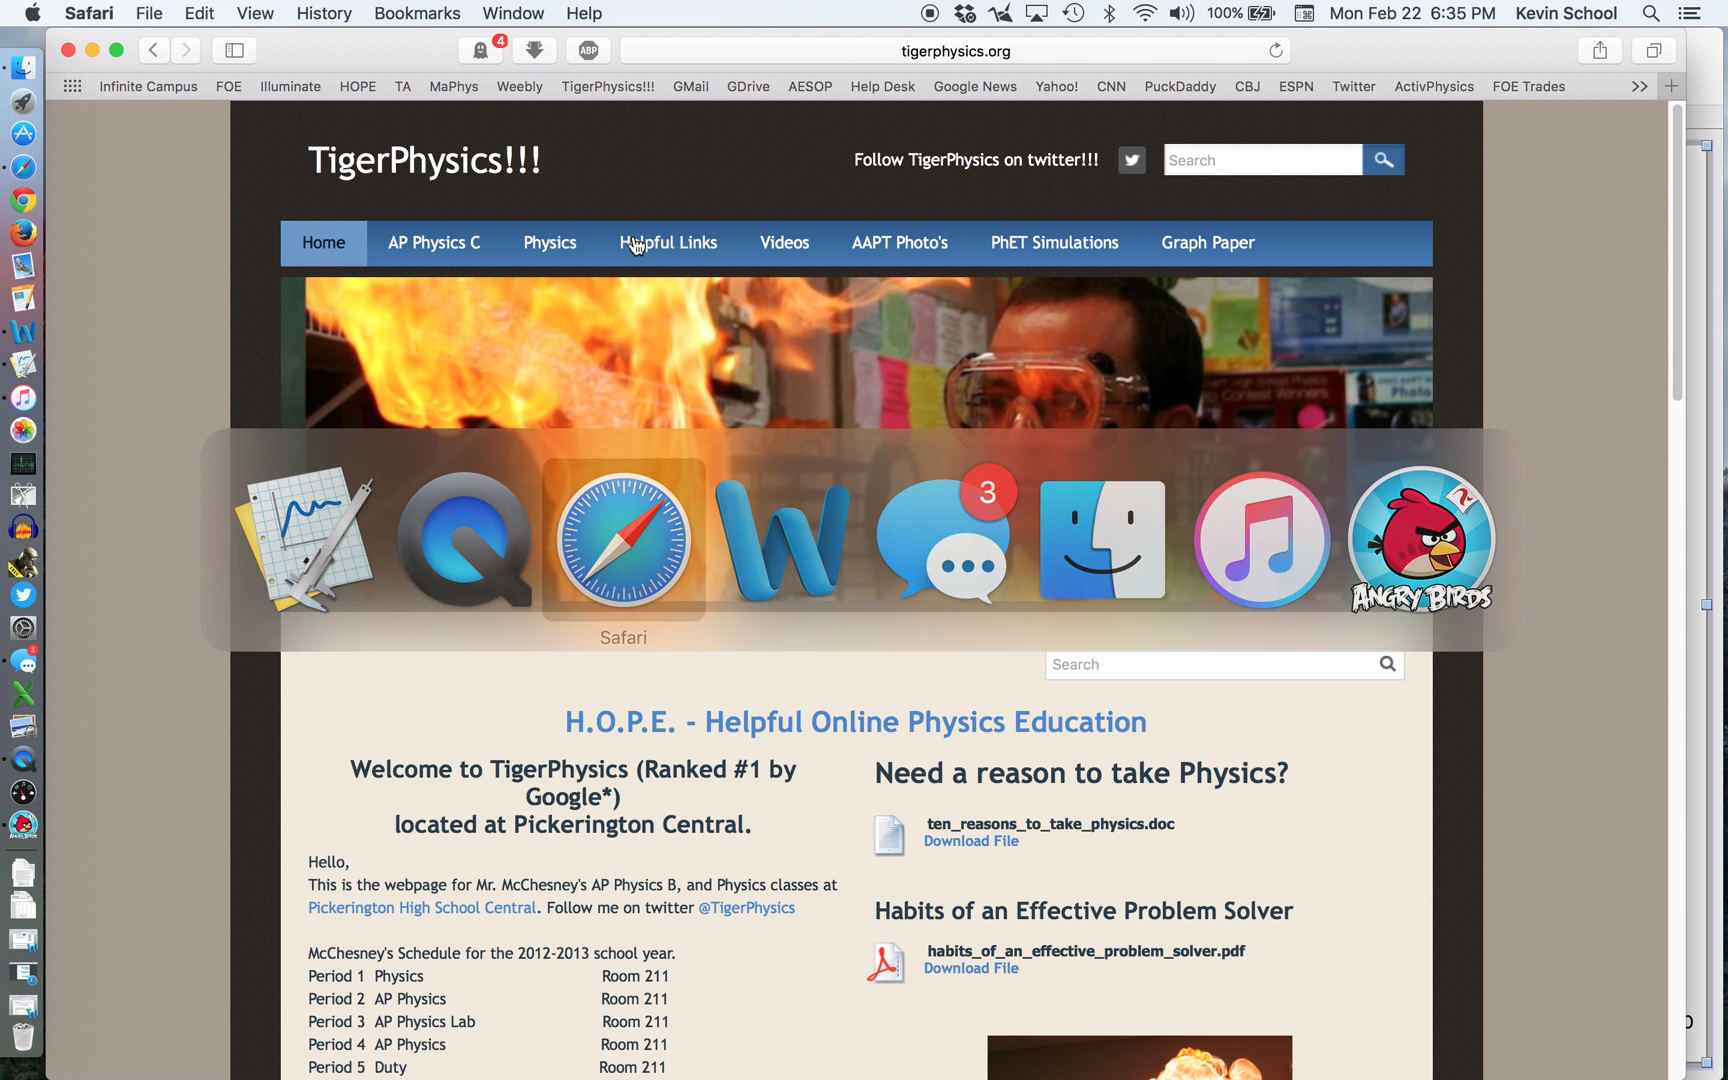 Safari File Edit View History Bookmarks Window Help 100% Mon Feb 22 6:35 PM Kevin School
4 ABP tigerphysics.org
Infinite Campus FOE Illuminate HOPE TA MaPhys Weebly TigerPhysics!!! GMail GDrive AESOP Help Desk Google News Yahoo! CNN PuckDaddy CBJ ESPN Twitter ActivPhysics FOE Trades
TigerPhysics!!!
Follow TigerPhysics on twitter!!! Search
Home AP Physics C Physics Helpful Links Videos AAPT Photo's PhET Simulations Graph Paper
Contest Winners
Photo
3
2
ANGRY BIRDS
Safari
Search
H.O.P.E. - Helpful Online Physics Education
Welcome to TigerPhysics (Ranked #1 by
Google*)
located at Pickerington Central.
Hello,
This is the webpage for Mr. McChesney's AP Physics B, and Physics classes at
Pickerington High School Central. Follow me on twitter @TigerPhysics
McChesney's Schedule for the 2012-2013 school year.
Period 1 Physics Room 211
Period 2 AP Physics Room 211
Period 3 AP Physics Lab Room 211
Period 4 AP Physics Room 211
Period 5 Duty Room 211
Need a reason to take Physics?
ten_reasons_to_take_physics.doc
Download File
Habits of an Effective Problem Solver
habits_of_an_effective_problem_solver.pdf
Download File
3